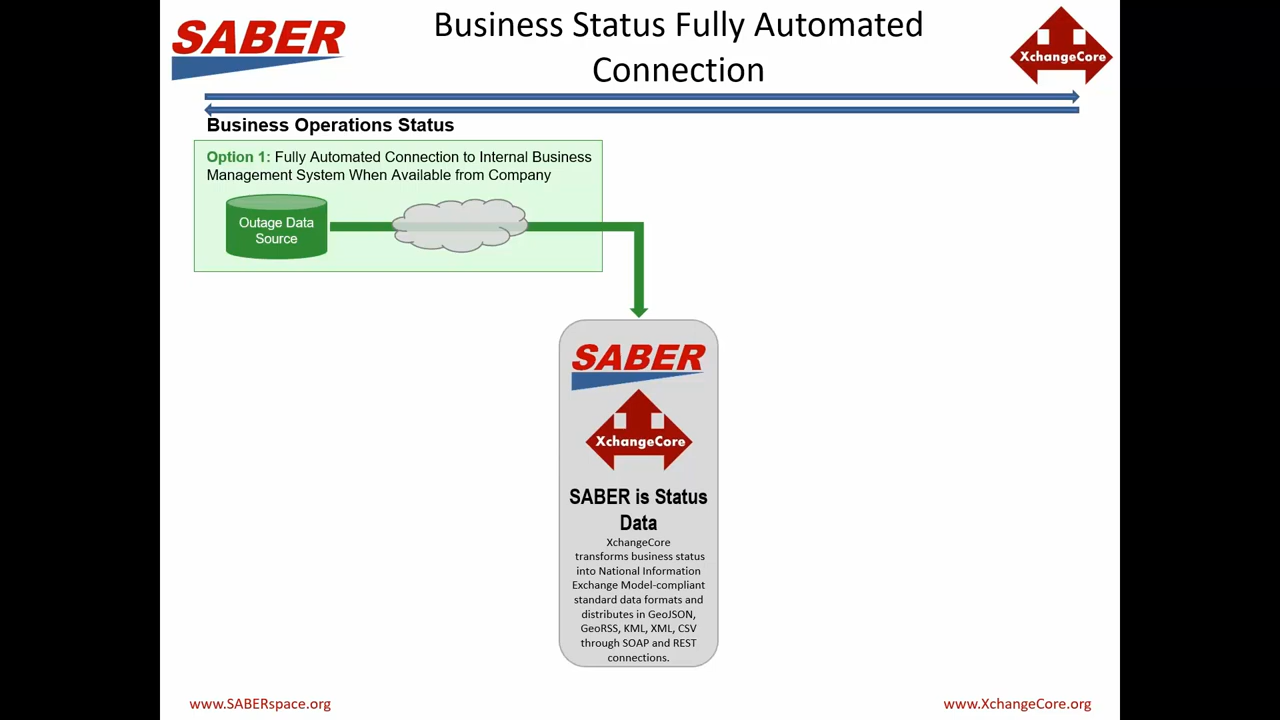 SABER
Business Status Fully Automated
Connection
XchangeCore
Business Operations Status
Option 1: Fully Automated Connection to Internal Business
Management System When Available from Company
Outage Data
Source
SABER
XchangeCore
SABER is Status
Data
XchangeCore
transforms business status
into National Information
Exchange Model-compliant
standard data formats and
distributes in GeoJSON,
GeoRSS, KML, XML, CSV
through SOAP and REST
connections.
www.SABERspace.org
www.XchangeCore.org